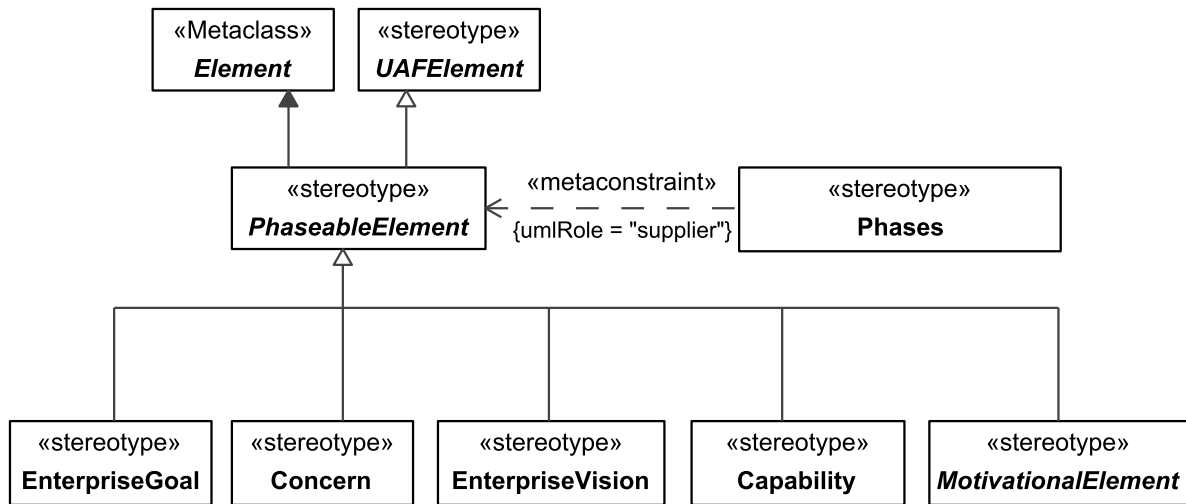 «Metaclass»
Element
«stereotype»
UAFElement
«stereotype»
PhaseableElement
«metaconstraint»
{umlRole = "supplier"}
«stereotype»
Phases
«stereotype»
EnterpriseGoal
«stereotype»
Concern
«stereotype»
EnterpriseVision
«stereotype»
Capability
«stereotype»
MotivationalElement